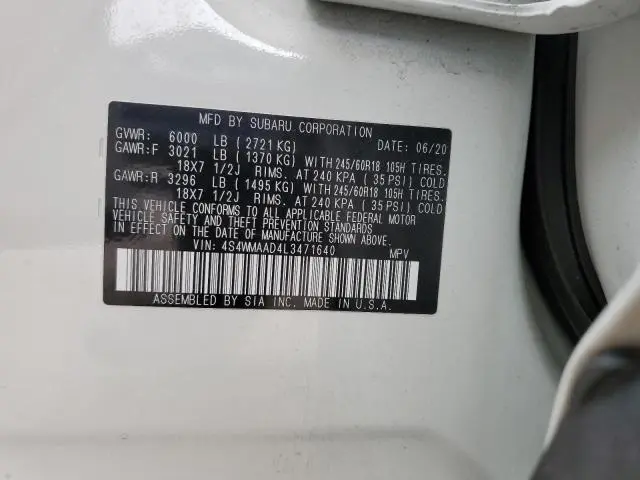 MFD BY SUBARU CORPORATION
GVWR: 6000 LB ( 2721 KG) DATE: 06/20
GAWR:F 3021 LB ( 1370 KG) WITH 245/60R18 105H TIRES.
18X7 1/2J RIMS. AT 240 KPA ( 35 PSI) COLD
GAWR:R 3296 LB ( 1495 KG) WITH 245/60R18 105H TIRES.
18X7 1/2J RIMS. AT 240 KPA ( 35 PSI) COLD
THIS VEHICLE CONFORMS TO ALL APPLICABLE FEDERAL MOTOR
VEHICLE SAFETY AND THEFT PREVENTION STANDARDS
IN EFFECT ON THE DATE OF MANUFACTURE SHOWN ABOVE.
VIN: 4S4WMAAD4L3471640 MPV
ASSEMBLED BY SIA INC. MADE IN U.S.A.